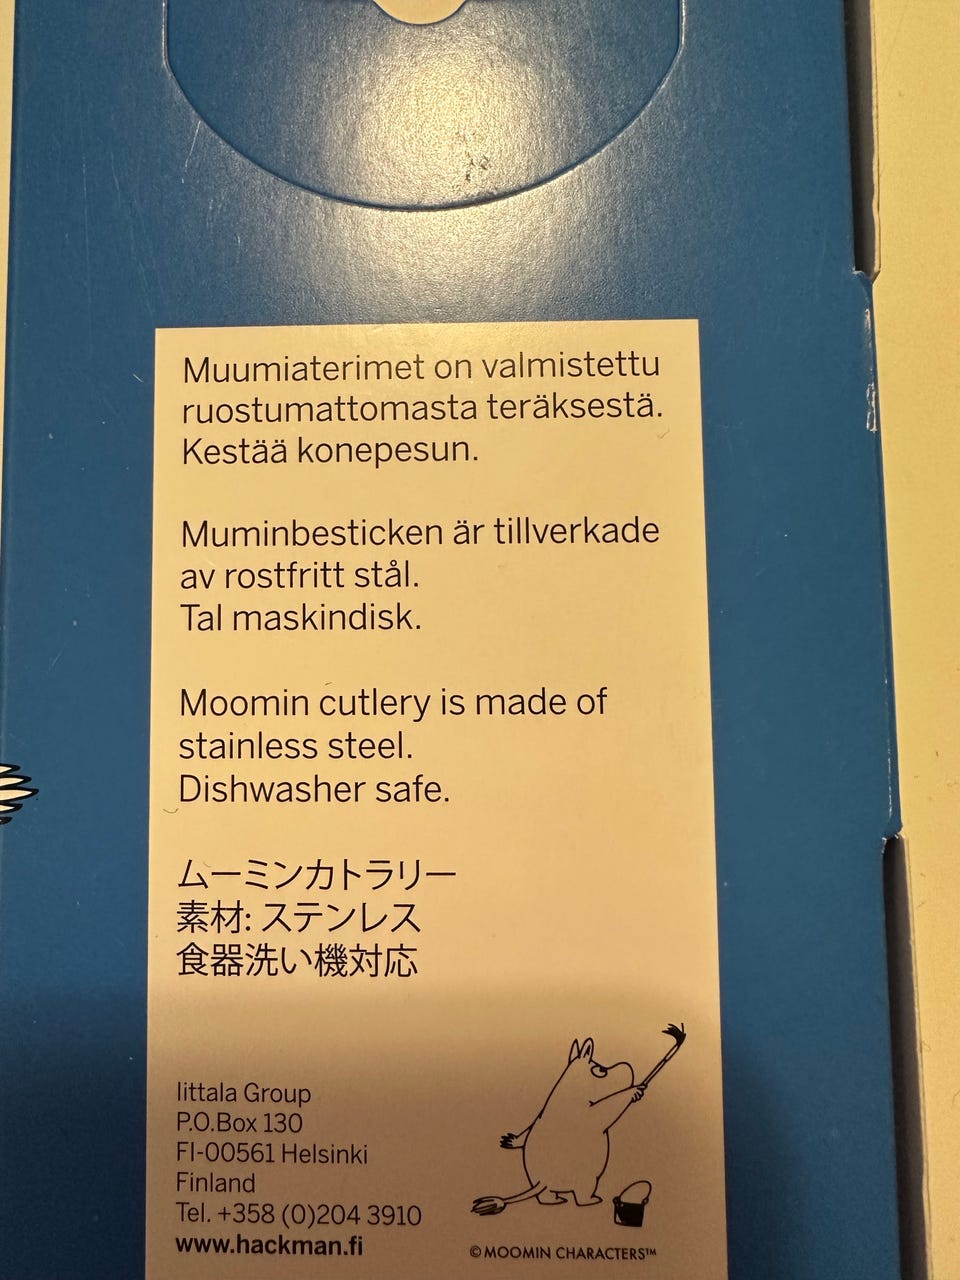 Muumiaterimet on valmistettu
ruostumattomasta teräksestä.
Kestää konepesun.
Muminbesticken är tillverkade
av rostfritt stål.
Tal maskindisk.
Moomin cutlery is made of
stainless steel.
Dishwasher safe.
ムーミンカトラリー
素材: ステンレス
食器洗い機対応
Iittala Group
P.O.Box 130
FI-00561 Helsinki
Finland
Tel. +358 (0)204 3910
www.hackman.fi
© MOOMIN CHARACTERS™